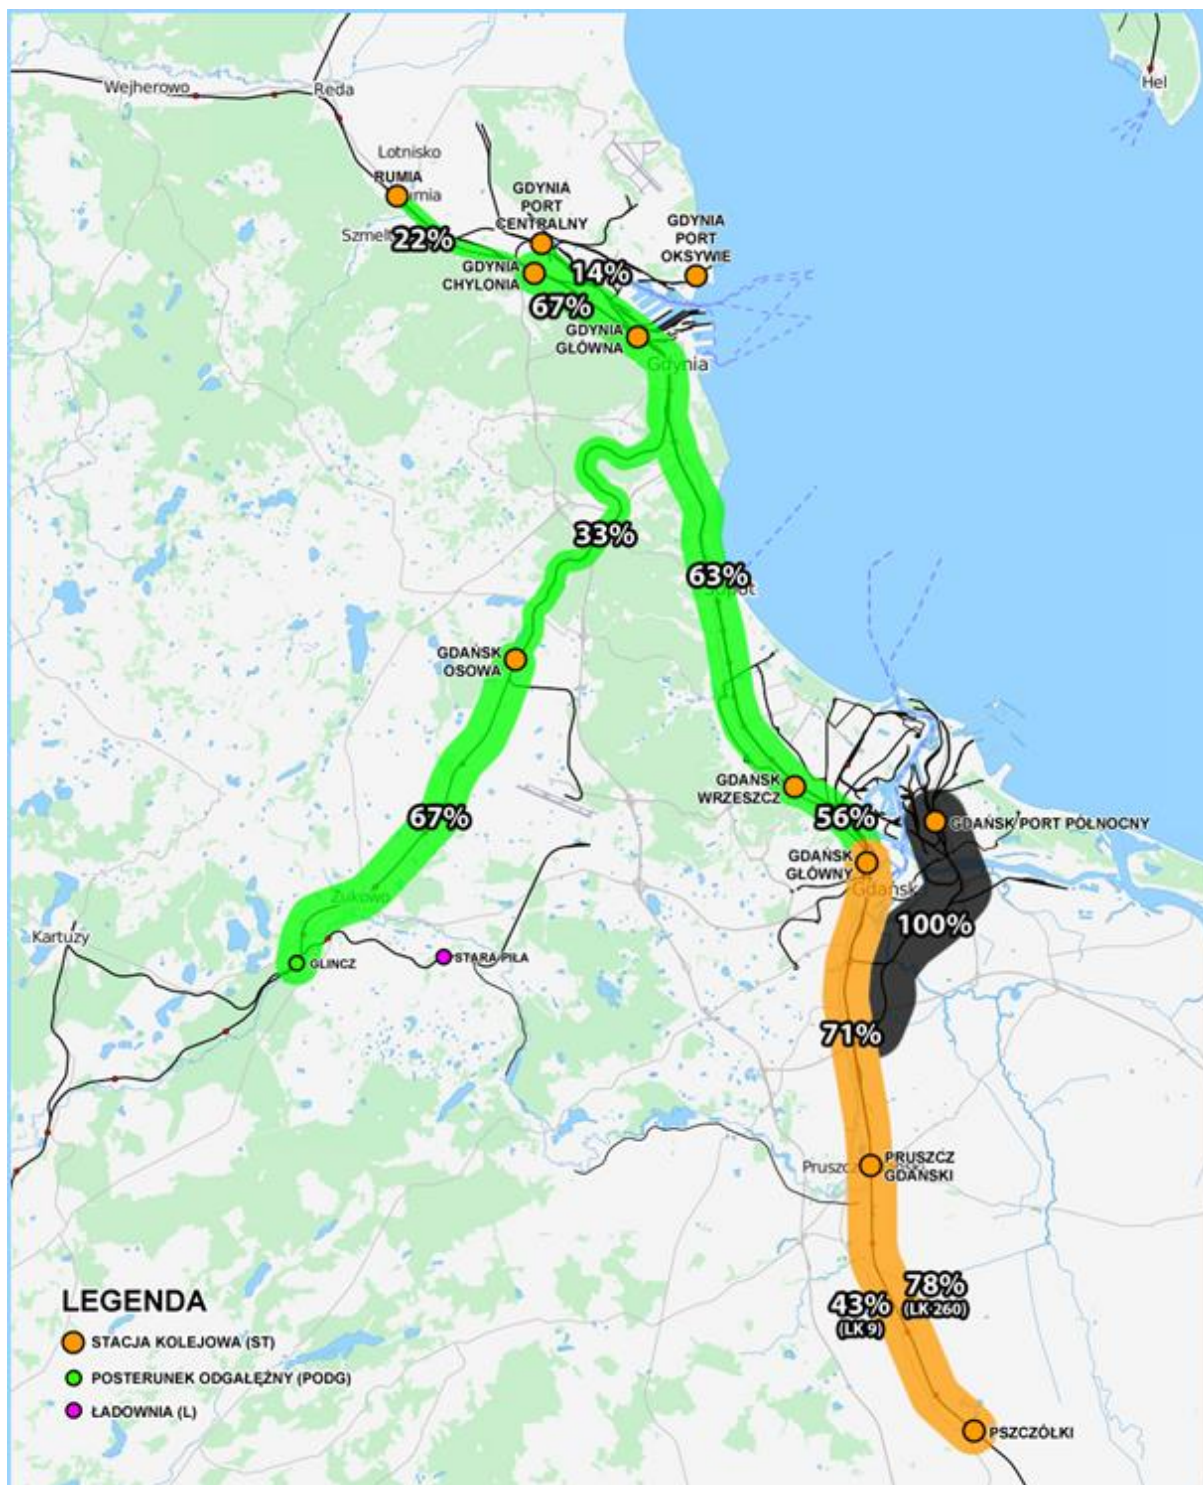 Hel
Wejherowo
Reda
Lotnisko
RUMIA
GDYNIA
PORT
CENTRALNY
GDYNIA
PORT
OKSYWIE
22%
GDYNIA
CHYLONIA
14%
67%
GDYNIA
GŁÓWNA
Gdynia
33%
63%
GDAŃSK
OSOWA
GDAŃSK
WRZESZCZ
67%
56%
GDAŃSK PORT PÓŁNOCNY
GDAŃSK
GŁÓWNY
Gdańsk
Żukowo
100%
Kartuzy
GLINCZ
STARA PIŁA
71%
PRUSZCZ
GDAŃSKI
43%
(LK 9)
78%
(LK 260)
LEGENDA
STACJA KOLEJOWA (ST)
POSTERUNEK ODGAŁĘŹNY (PODG)
ŁADOWNIA (L)
PSZCZÓŁKI